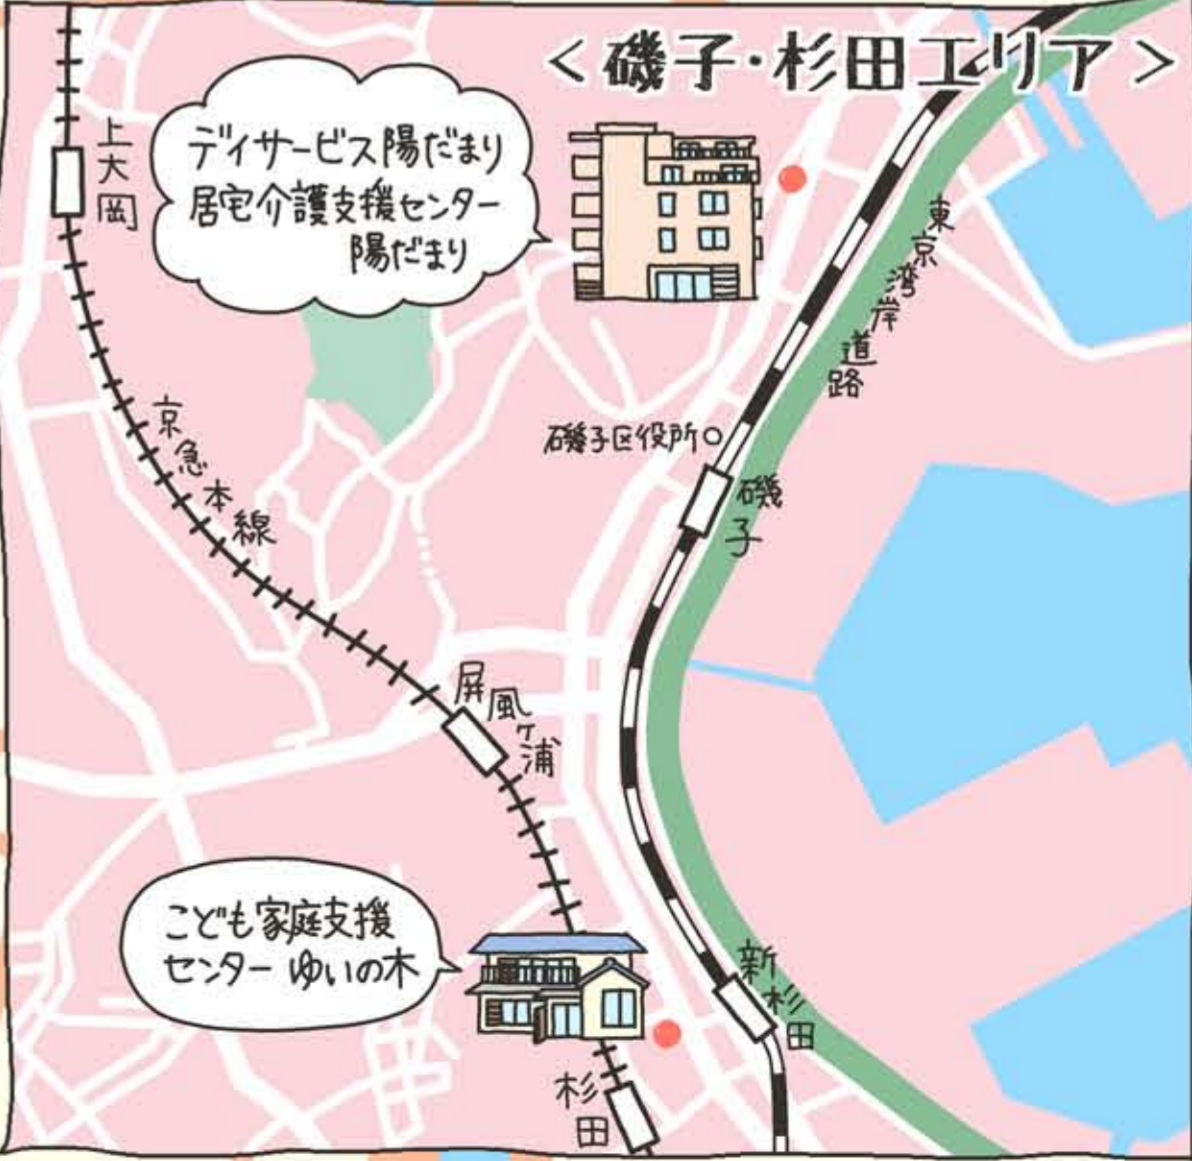 <磯子・杉田エリア>
上大岡
デイサービス陽だまり
居宅介護支援センター
陽だまり
東京湾岸道路
京急本線
磯子区役所
磯子
屏風ヶ浦
こども家庭支援
センター ゆいの木
新杉田
杉田